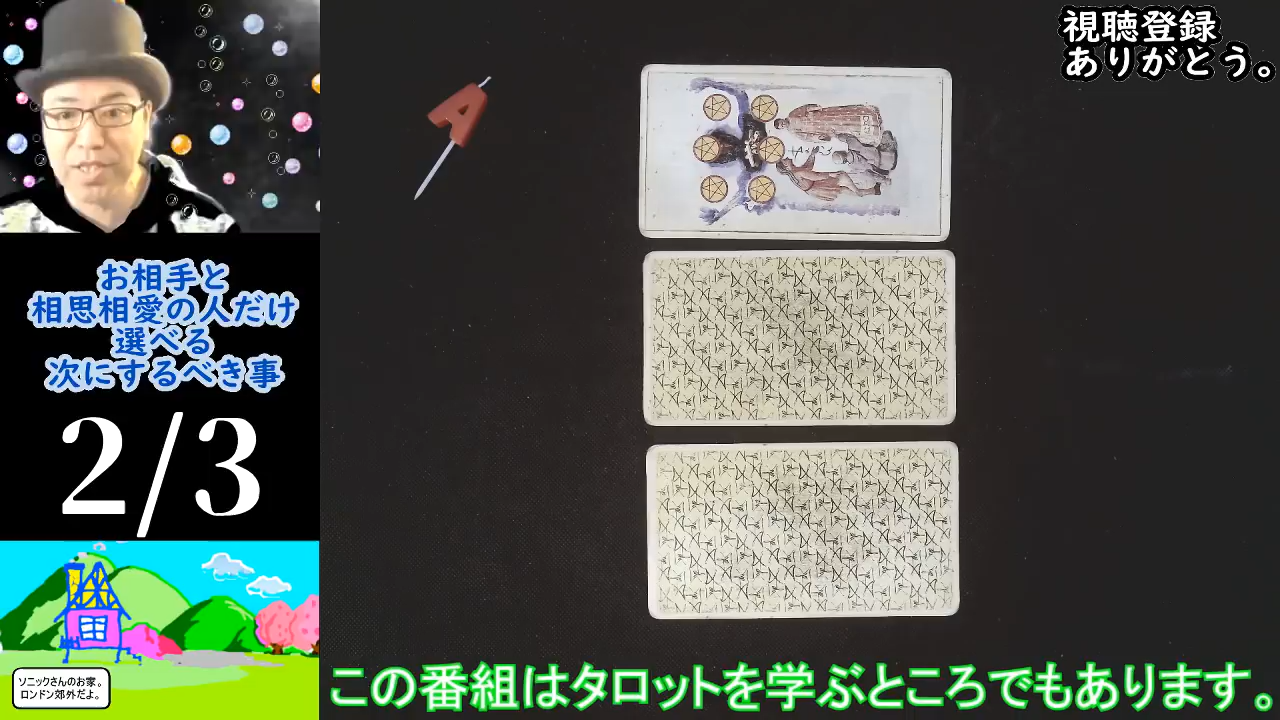 視聴登録
ありがとう。
A
お相手と
相思相愛の人だけ
選べる
次にするべき事
2/3
ソニックさんのお家。
ロンドン郊外だよ。
この番組はタロットを学ぶところでもあります。